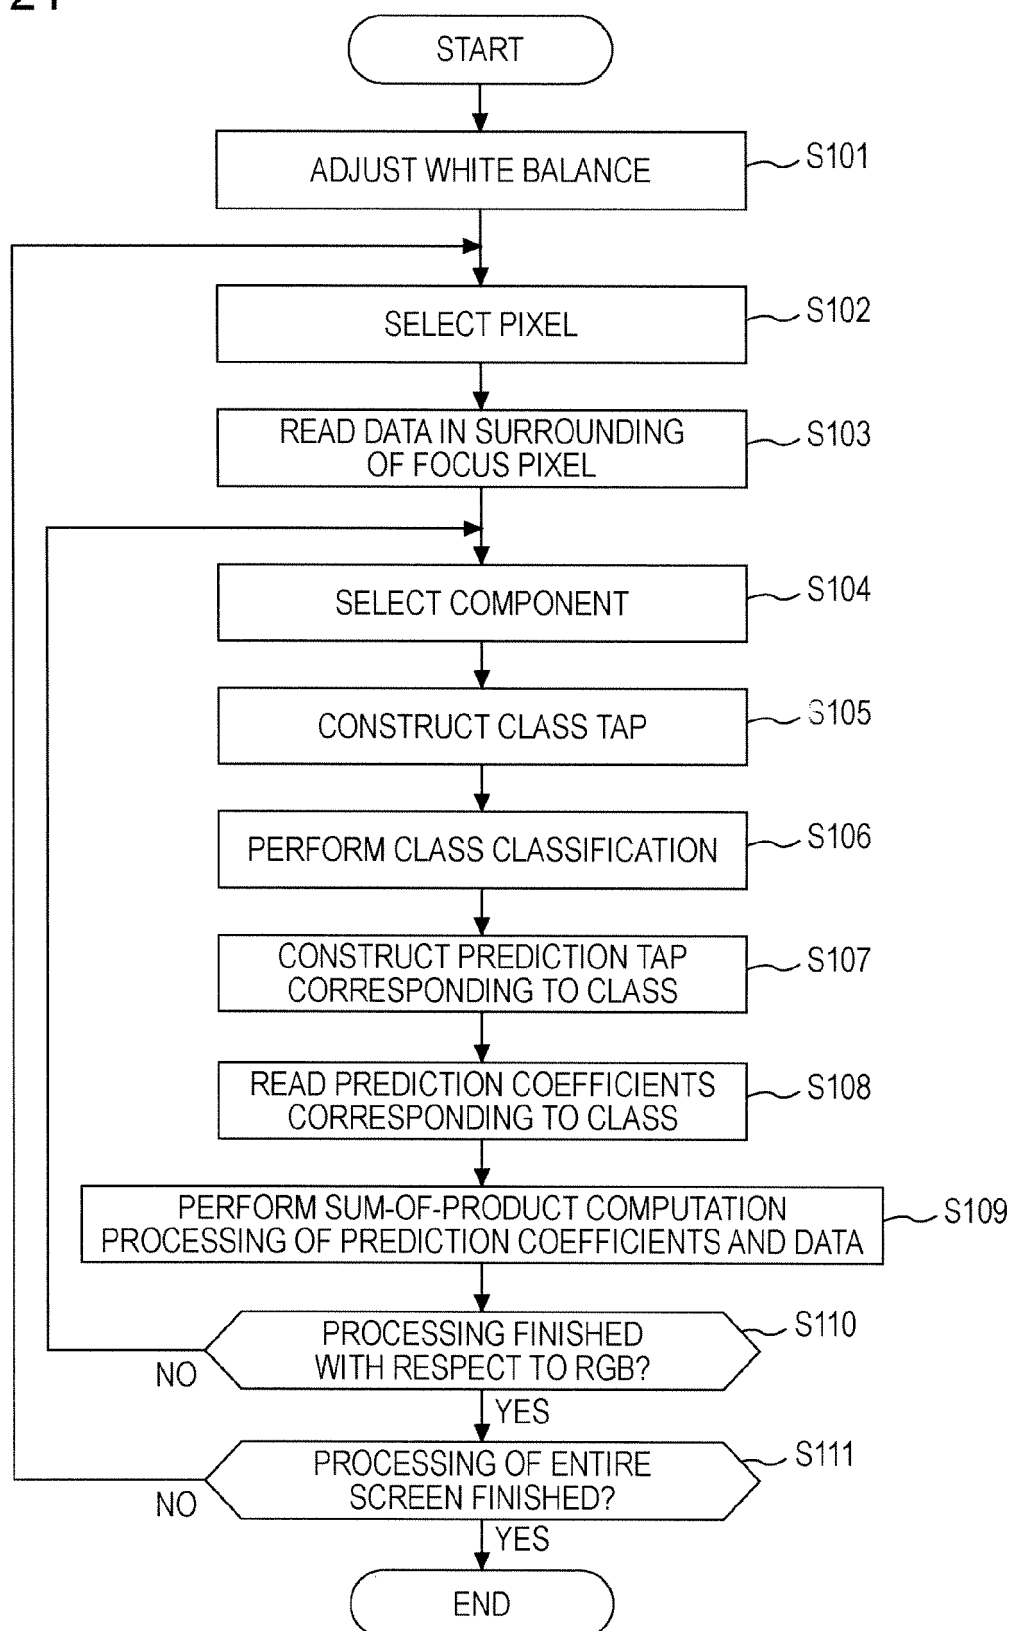 START
ADJUST WHITE BALANCE
S101
SELECT PIXEL
S102
READ DATA IN SURROUNDING
OF FOCUS PIXEL
S103
SELECT COMPONENT
S104
CONSTRUCT CLASS TAP
S105
PERFORM CLASS CLASSIFICATION
S106
CONSTRUCT PREDICTION TAP
CORRESPONDING TO CLASS
S107
READ PREDICTION COEFFICIENTS
CORRESPONDING TO CLASS
S108
PERFORM SUM-OF-PRODUCT COMPUTATION
PROCESSING OF PREDICTION COEFFICIENTS AND DATA
S109
PROCESSING FINISHED
WITH RESPECT TO RGB?
S110
NO
YES
PROCESSING OF ENTIRE
SCREEN FINISHED?
S111
NO
YES
END